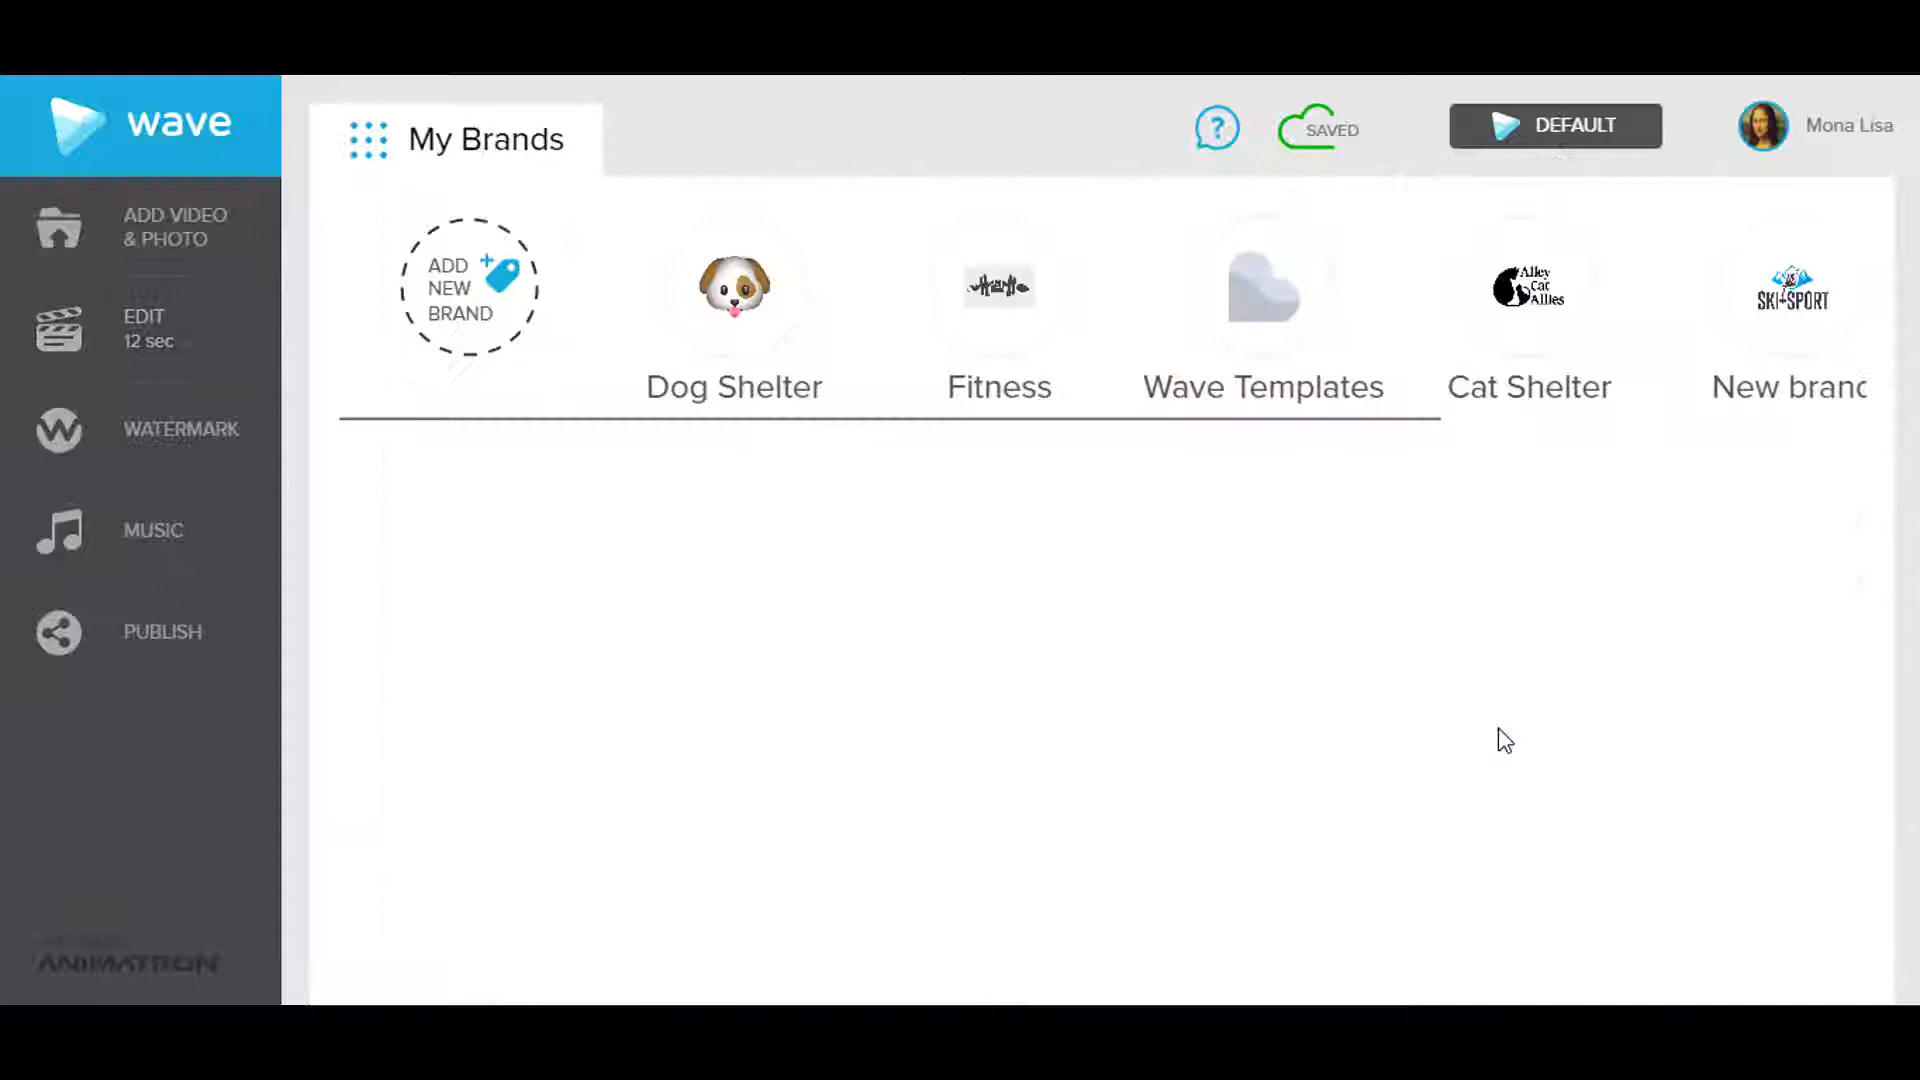 wave
My Brands
?
SAVED
DEFAULT
Mona Lisa
ADD VIDEO
& PHOTO
EDIT
12 sec
WATERMARK
MUSIC
PUBLISH
ANIMATRON
ADD
NEW
BRAND
Dog Shelter
Fitness
Wave Templates
Alley
Cat
Allies
Cat Shelter
SKI+SPORT
New branc